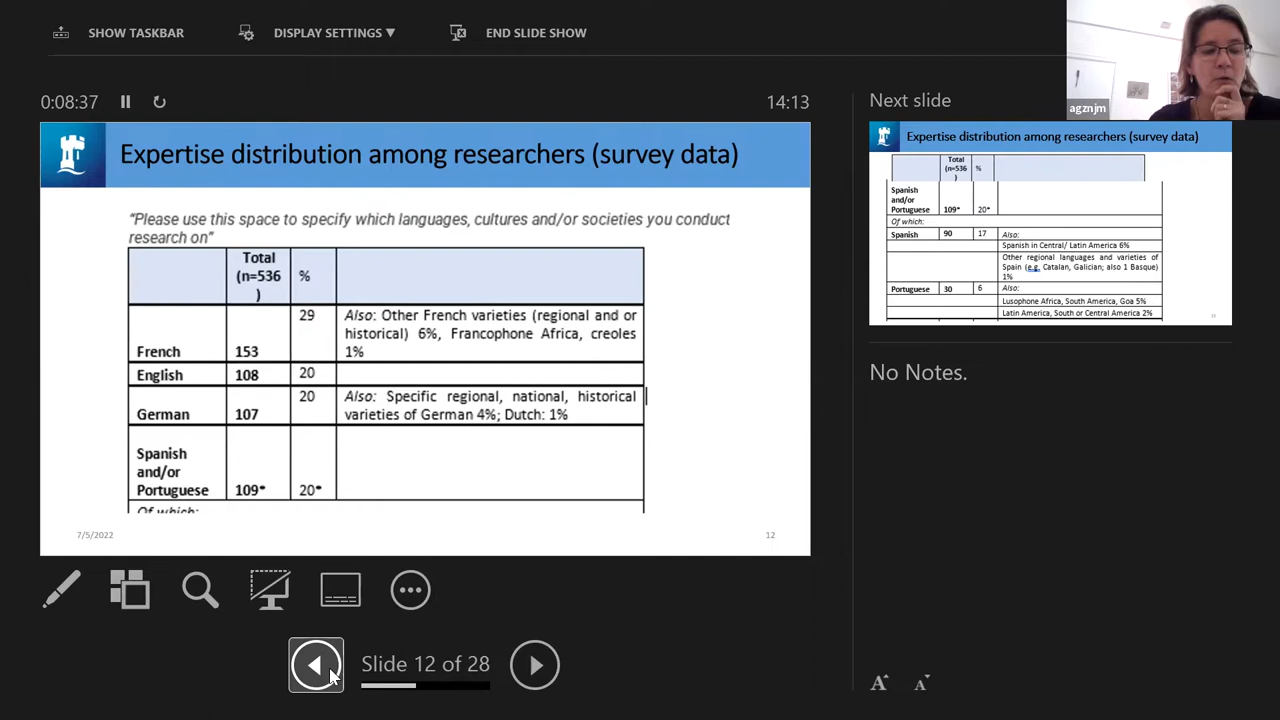 SHOW TASKBAR
DISPLAY SETTINGS ▼
END SLIDE SHOW
0:08:37
14:13
Expertise distribution among researchers (survey data)
“Please use this space to specify which languages, cultures and/or societies you conduct
research on”
Total
(n=536
)
%
French
153
29
Also: Other French varieties (regional and or
historical) 6%, Francophone Africa, creoles
1%
English
108
20
German
107
20
Also: Specific regional, national, historical
varieties of German 4%; Dutch: 1%
Spanish
and/or
Portuguese
109*
20*
Of which:
7/5/2022
12
Slide 12 of 28
Next slide
agznjm
Expertise distribution among researchers (survey data)
Total
(n=536
)
%
Spanish
and/or
Portuguese
109*
20*
Of which:
Spanish
90
17
Also:
Spanish in Central/ Latin America 6%
Other regional languages and varieties of
Spain (e.g. Catalan, Galician; also 1 Basque)
1%
Portuguese
30
6
Also:
Lusophone Africa, South America, Goa 5%
Latin America, South or Central America 2%
No Notes.
A
A